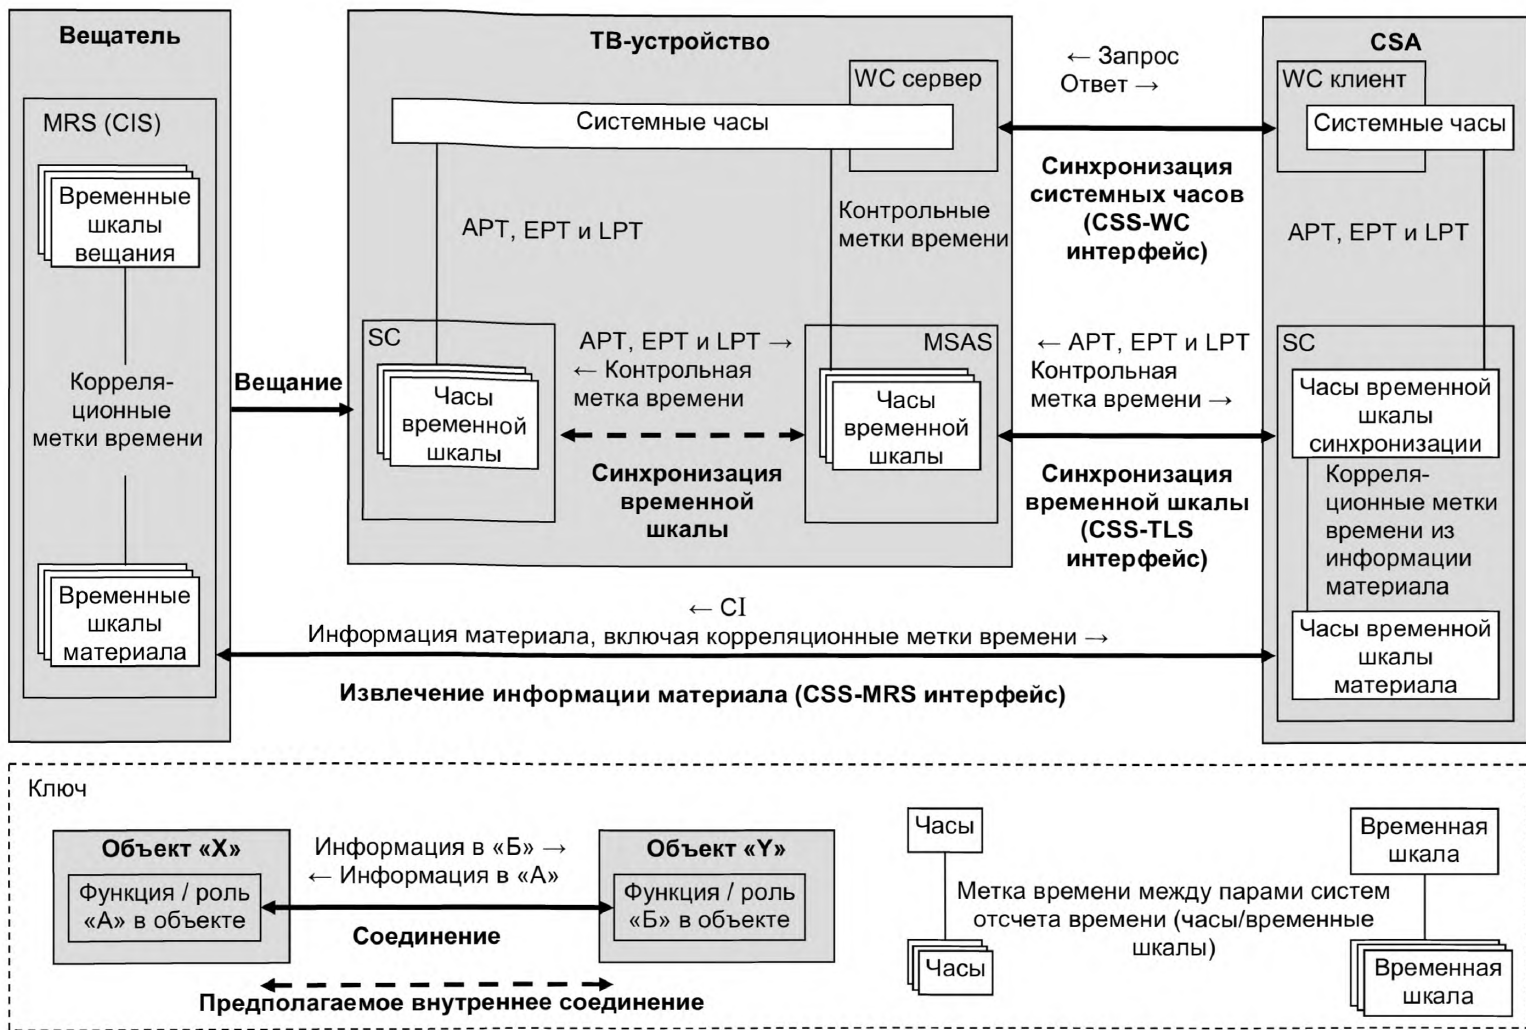 Вещатель
MRS (CIS)
Временные
шкалы
вещания
Корреля-
ционные
метки времени
Временные
шкалы
материала
Вещание
ТВ-устройство
WC сервер
Системные часы
APT, EPT и LPT
Контрольные
метки времени
SC
Часы
временной
шкалы
APT, EPT и LPT →
← Контрольная
метка времени
Синхронизация
временной
шкалы
MSAS
Часы
временной
шкалы
← Запрос
Ответ →
Синхронизация
системных часов
(CSS-WC
интерфейс)
← APT, EPT и LPT
Контрольная
метка времени →
Синхронизация
временной шкалы
(CSS-TLS
интерфейс)
CSA
WC клиент
Системные часы
APT, EPT и LPT
SC
Часы временной
шкалы
синхронизации
Корреля-
ционные метки
времени из
информации
материала
Часы временной
шкалы
материала
← CI
Информация материала, включая корреляционные метки времени →
Извлечение информации материала (CSS-MRS интерфейс)
Ключ
Объект «X»
Функция / роль
«А» в объекте
Информация в «Б» →
← Информация в «А»
Соединение
Объект «Y»
Функция / роль
«Б» в объекте
Предполагаемое внутреннее соединение
Часы
Временная
шкала
Метка времени между парами систем
отсчета времени (часы/временные
шкалы)
Часы
Временная
шкала